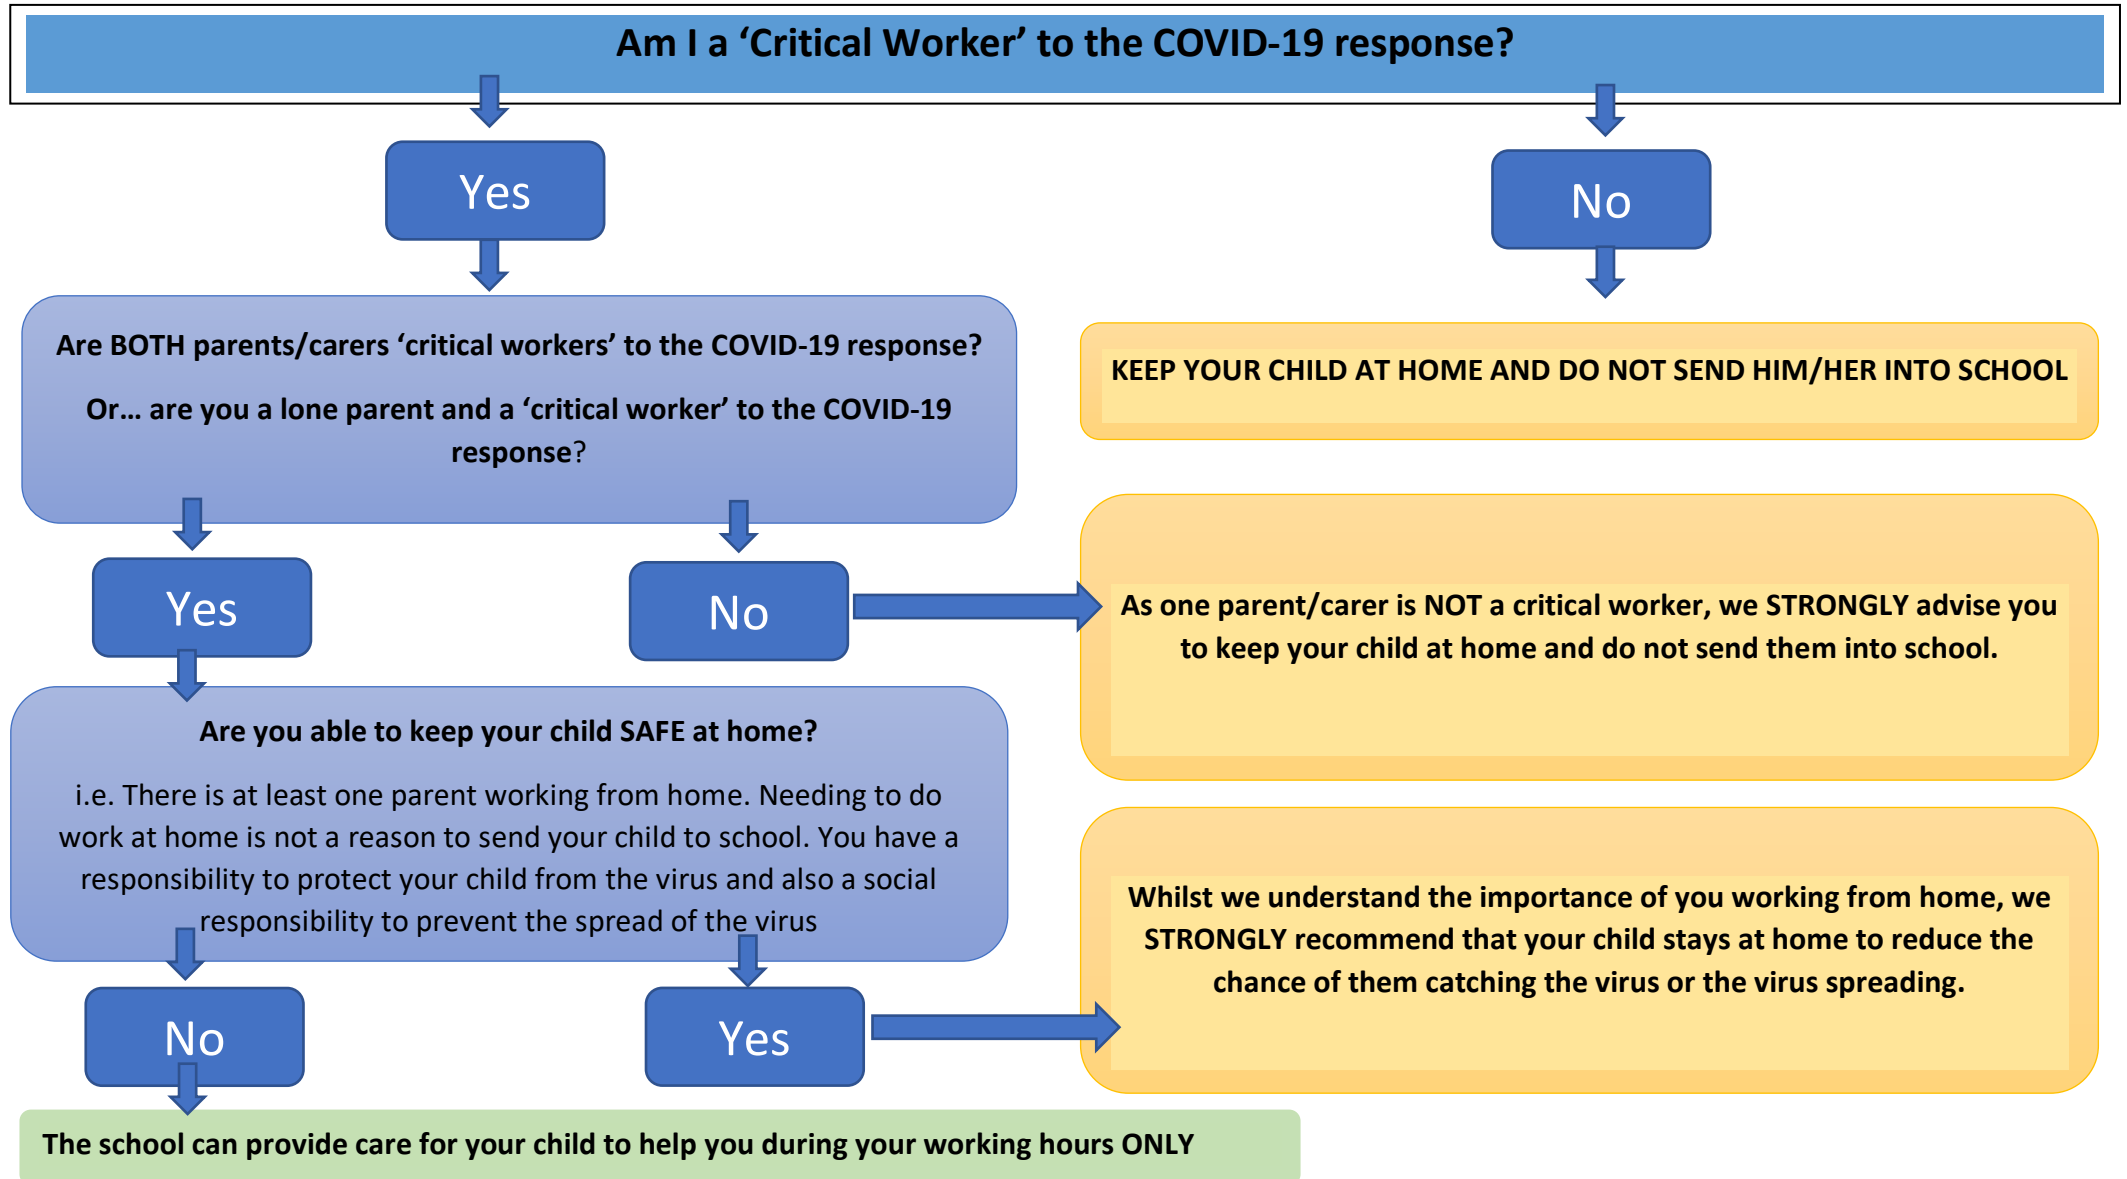 Am I a ‘Critical Worker’ to the COVID-19 response?
Yes
No
Are BOTH parents/carers ‘critical workers’ to the COVID-19 response?
Or… are you a lone parent and a ‘critical worker’ to the COVID-19
response?
KEEP YOUR CHILD AT HOME AND DO NOT SEND HIM/HER INTO SCHOOL
Yes
No
As one parent/carer is NOT a critical worker, we STRONGLY advise you
to keep your child at home and do not send them into school.
Are you able to keep your child SAFE at home?
i.e. There is at least one parent working from home. Needing to do
work at home is not a reason to send your child to school. You have a
responsibility to protect your child from the virus and also a social
responsibility to prevent the spread of the virus
Whilst we understand the importance of you working from home, we
STRONGLY recommend that your child stays at home to reduce the
chance of them catching the virus or the virus spreading.
No
Yes
The school can provide care for your child to help you during your working hours ONLY